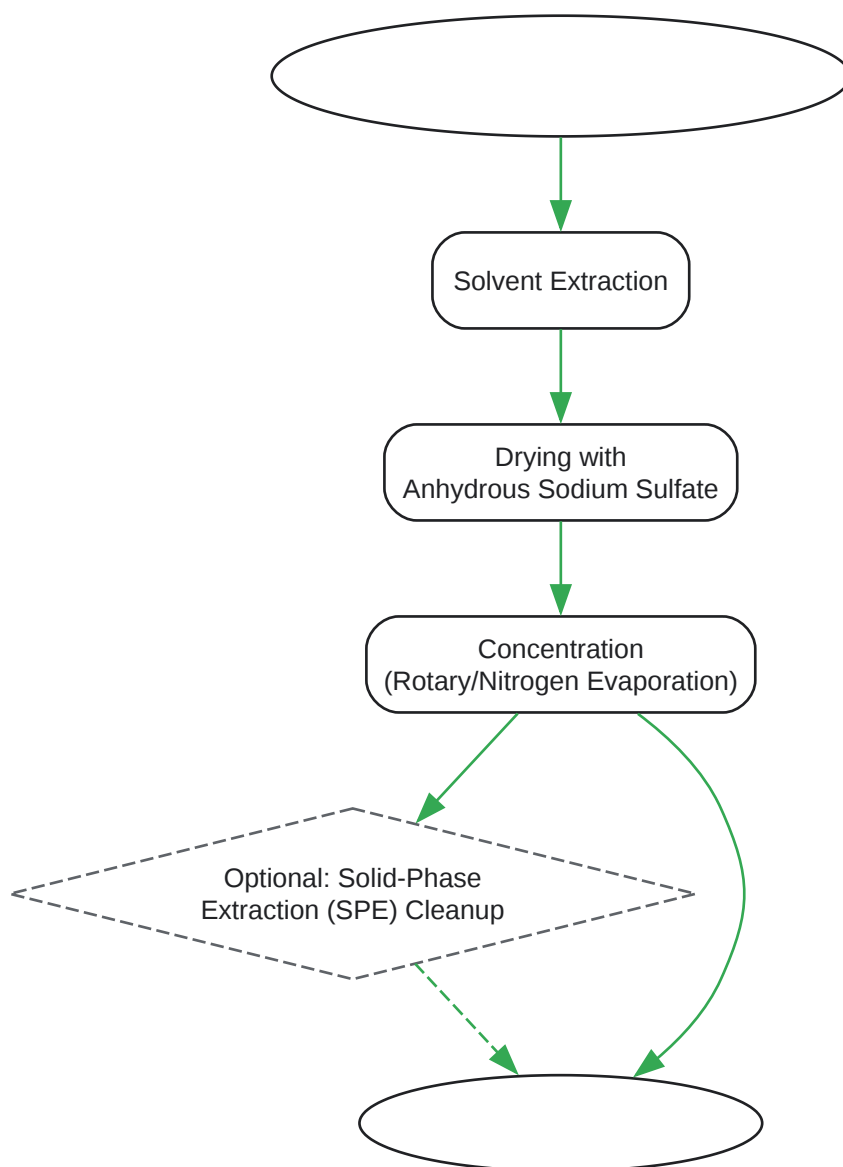 Solvent Extraction
Drying with
Anhydrous Sodium Sulfate
Concentration
(Rotary/Nitrogen Evaporation)
Optional: Solid-Phase
Extraction (SPE) Cleanup